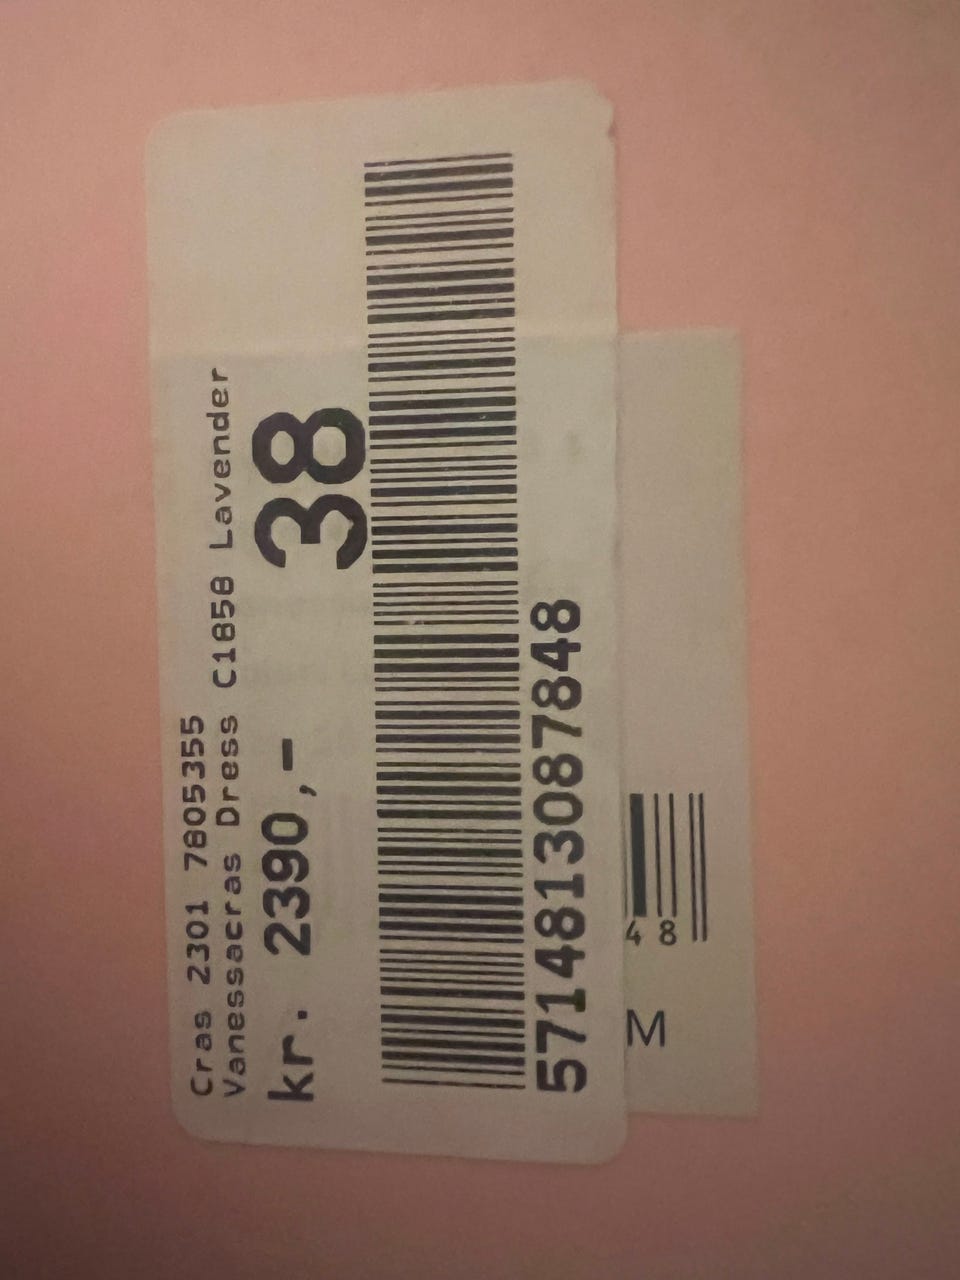 Cras 2301 7805355
Vanessacras Dress C1858 Lavender
kr. 2390,- 38
5714813087848
48
M